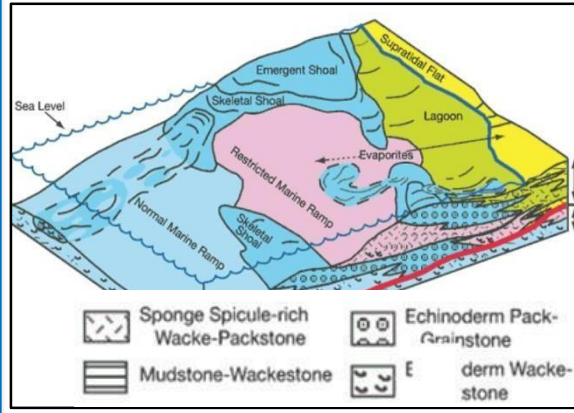 Supratidal Flat
Emergent Shoal
Sea Level
Skeletal Shoal
Lagoon
Evaporites
Restricted Marine Ramp
Normal Marine Ramp
Skeletal
Shoal
Sponge Spicule-rich
Wacke-Packstone
Echinoderm Pack-
Grainstone
Mudstone-Wackestone
E derm Wacke-
stone